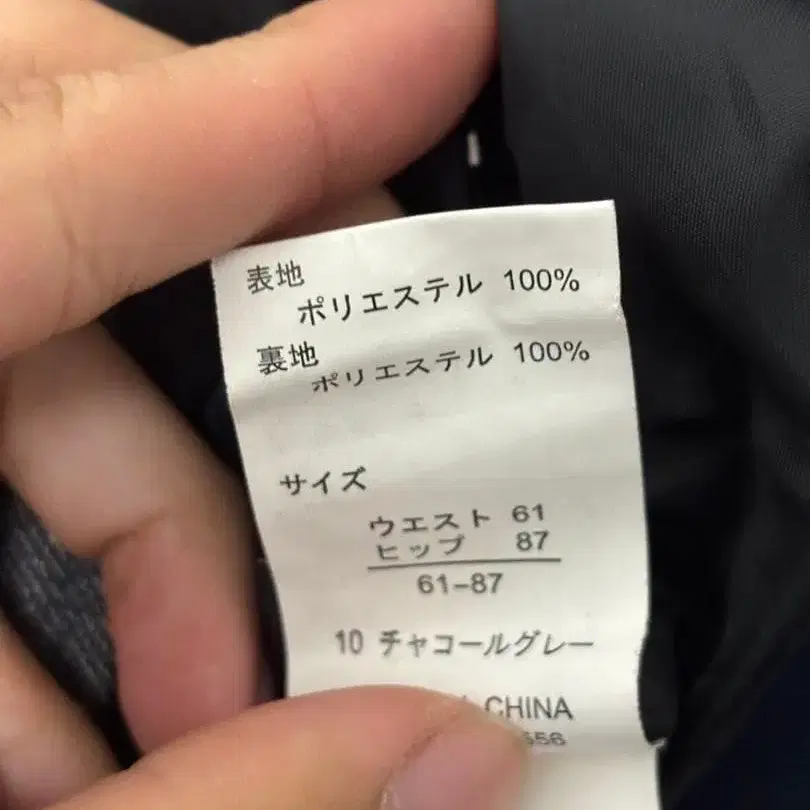 表地
ポリエステル 100%
裏地
ポリエステル 100%
サイズ
ウエスト 61
ヒップ 87
61-87
10 チャコールグレー
CHINA